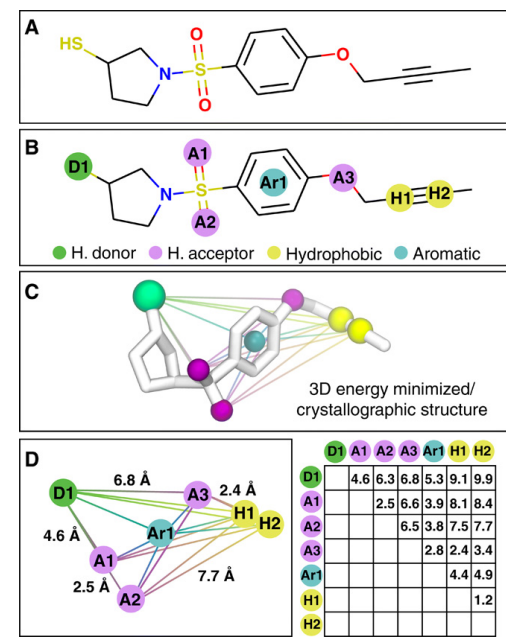 A
HS
O
N
S
O
O
B
D1
A1
N
S
Ar1
A3
H1
H2
A2
H. donor
H. acceptor
Hydrophobic
Aromatic
C
3D energy minimized/
crystallographic structure
D
6.8 Å
D1
A3
2.4 Å
H1
H2
Ar1
4.6 Å
A1
2.5 Å
7.7 Å
A2
D1 A1 A2 A3 Ar1 H1 H2
D1 4.6 6.3 6.8 5.3 9.1 9.9
A1 2.5 6.6 3.9 8.1 8.4
A2 6.5 3.8 7.5 7.7
A3 2.8 2.4 3.4
Ar1 4.4 4.9
H1 1.2
H2